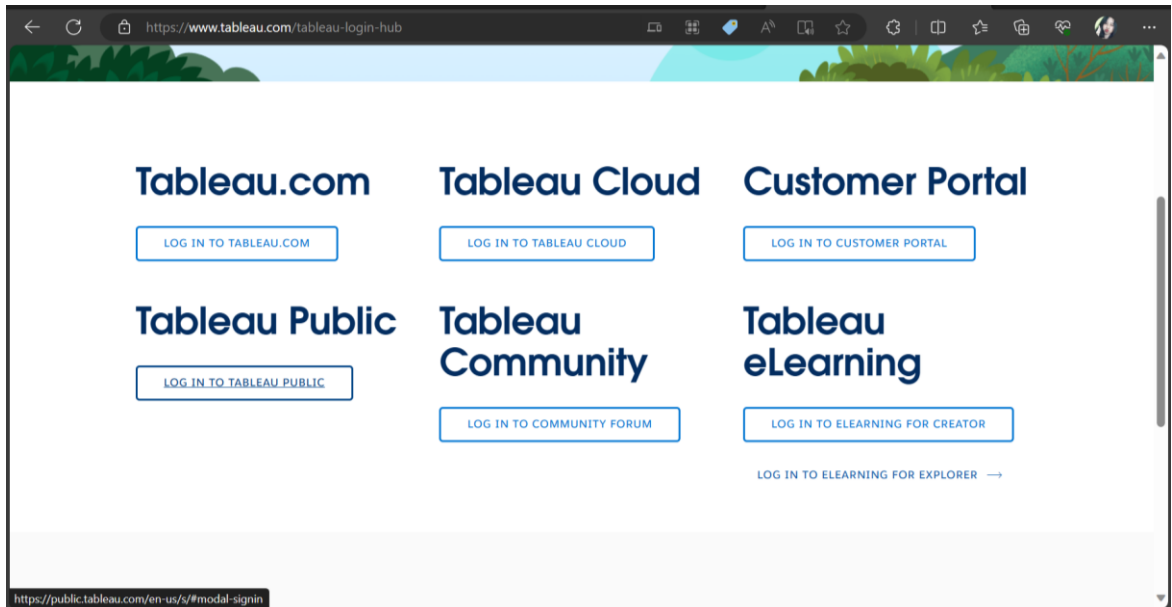 https://www.tableau.com/tableau-login-hub
Tableau.com
LOG IN TO TABLEAU.COM
Tableau Cloud
LOG IN TO TABLEAU CLOUD
Customer Portal
LOG IN TO CUSTOMER PORTAL
Tableau Public
LOG IN TO TABLEAU PUBLIC
Tableau
Community
LOG IN TO COMMUNITY FORUM
Tableau
eLearning
LOG IN TO ELEARNING FOR CREATOR
LOG IN TO ELEARNING FOR EXPLORER →
https://public.tableau.com/en-us/s/#modal-signin